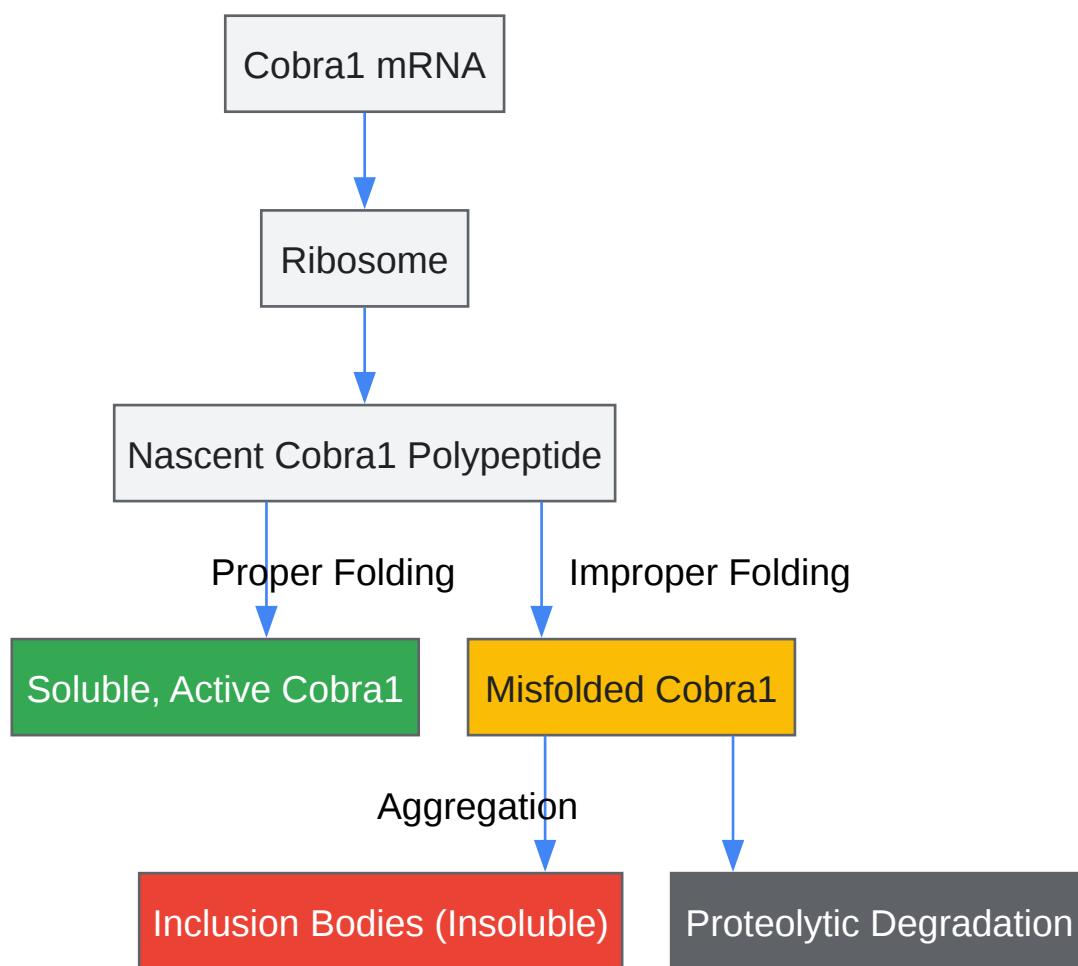 Cobra1 mRNA
Ribosome
Nascent Cobra1 Polypeptide
Proper Folding
Improper Folding
Soluble, Active Cobra1
Misfolded Cobra1
Aggregation
Inclusion Bodies (Insoluble)
Proteolytic Degradation